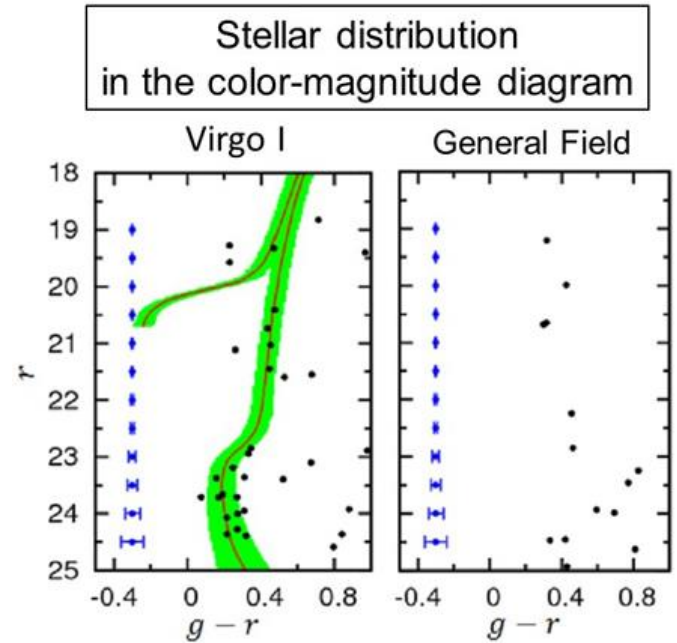 Stellar distribution
in the color-magnitude diagram
Virgo I
General Field
18
19
20
21
22
23
24
25
r
-0.4 0 0.4 0.8
g − r
-0.4 0 0.4 0.8
g − r